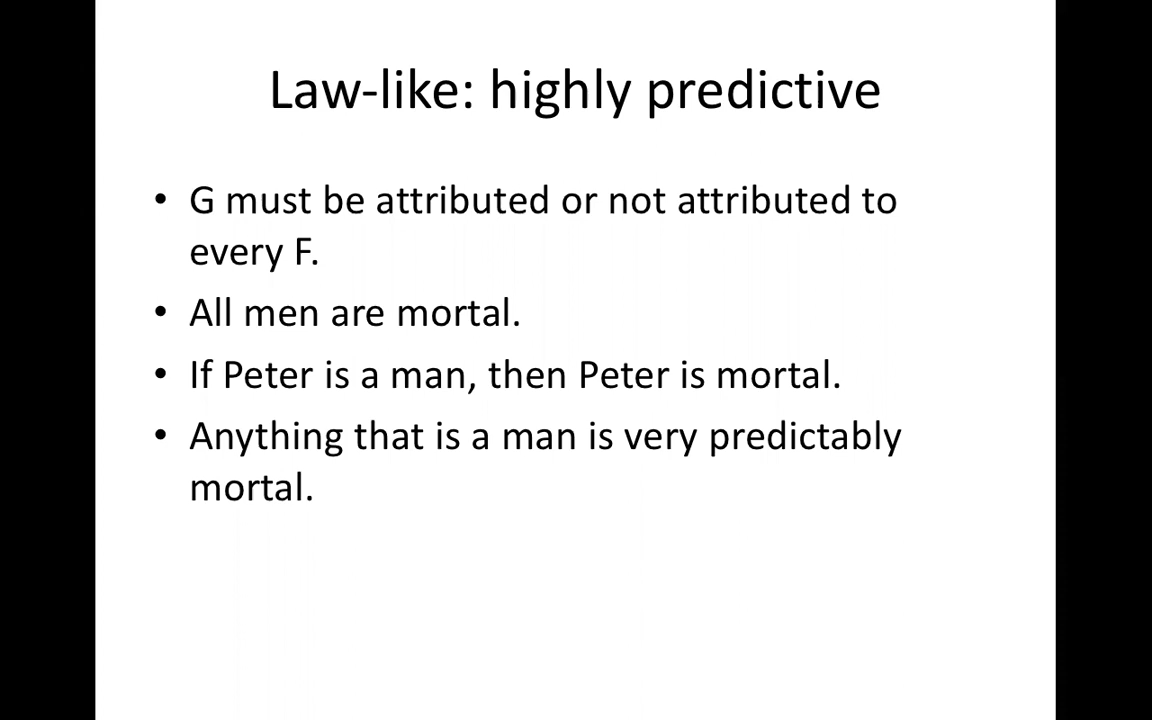 Law-like: highly predictive
• G must be attributed or not attributed to
every F.
• All men are mortal.
• If Peter is a man, then Peter is mortal.
• Anything that is a man is very predictably
mortal.